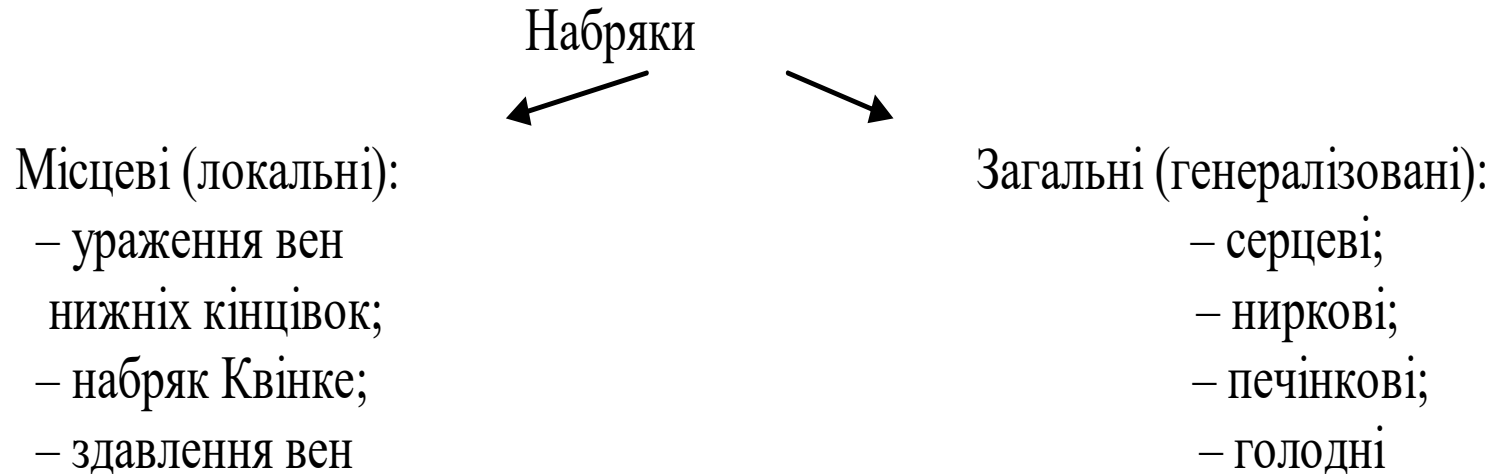 Набряки
Місцеві (локальні):
– ураження вен
нижніх кінцівок;
– набряк Квінке;
– здавлення вен
Загальні (генералізовані):
– серцеві;
– ниркові;
– печінкові;
– голодні